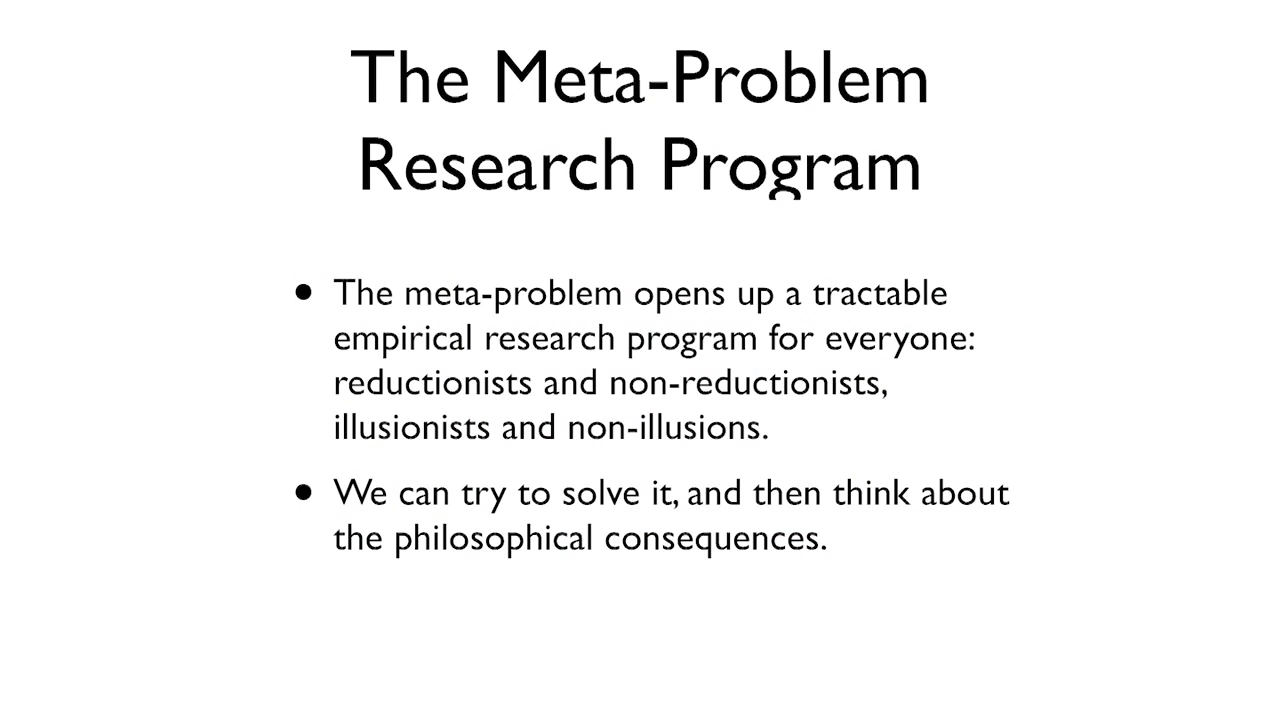 The Meta-Problem
Research Program
• The meta-problem opens up a tractable
empirical research program for everyone:
reductionists and non-reductionists,
illusionists and non-illusions.
• We can try to solve it, and then think about
the philosophical consequences.